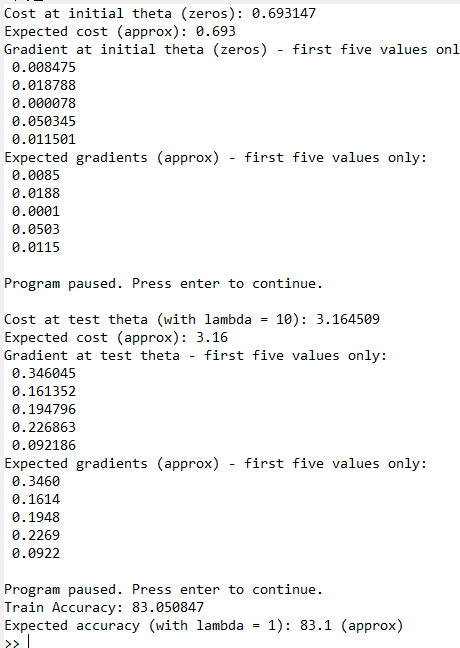 Cost at initial theta (zeros): 0.693147
Expected cost (approx): 0.693
Gradient at initial theta (zeros) - first five values onl
0.008475
0.018788
0.000078
0.050345
0.011501
Expected gradients (approx) - first five values only:
0.0085
0.0188
0.0001
0.0503
0.0115
Program paused. Press enter to continue.
Cost at test theta (with lambda = 10): 3.164509
Expected cost (approx): 3.16
Gradient at test theta - first five values only:
0.346045
0.161352
0.194796
0.226863
0.092186
Expected gradients (approx) - first five values only:
0.3460
0.1614
0.1948
0.2269
0.0922
Program paused. Press enter to continue.
Train Accuracy: 83.050847
Expected accuracy (with lambda = 1): 83.1 (approx)
>>